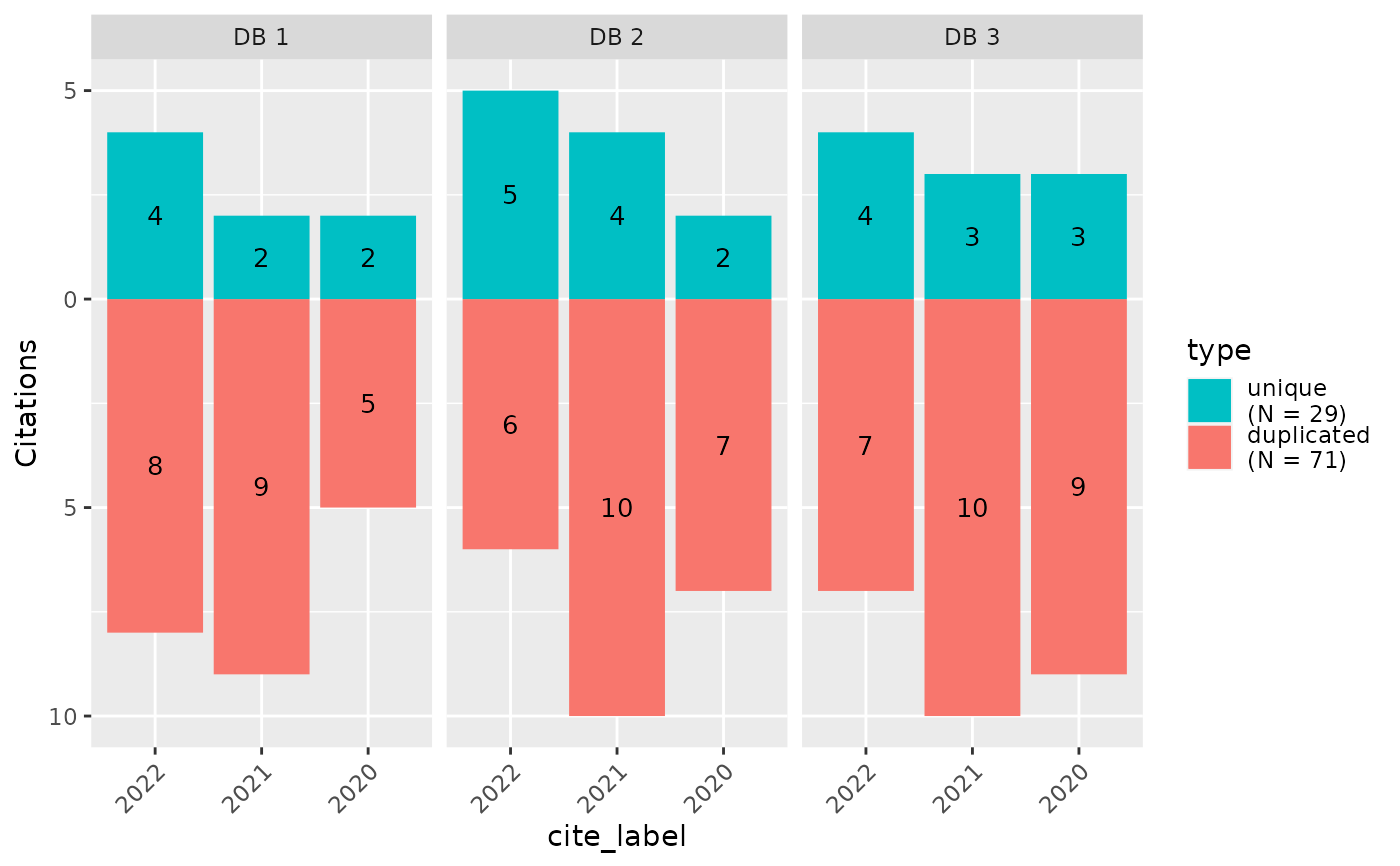 DB 1 DB 2 DB 3
5
0
5
10
Citations
4 2 2 5 4 2 4 3 3
8 9 5 6 10 7 7 10 9
2022 2021 2020 2022 2021 2020 2022 2021 2020
cite_label
type
unique
(N = 29)
duplicated
(N = 71)